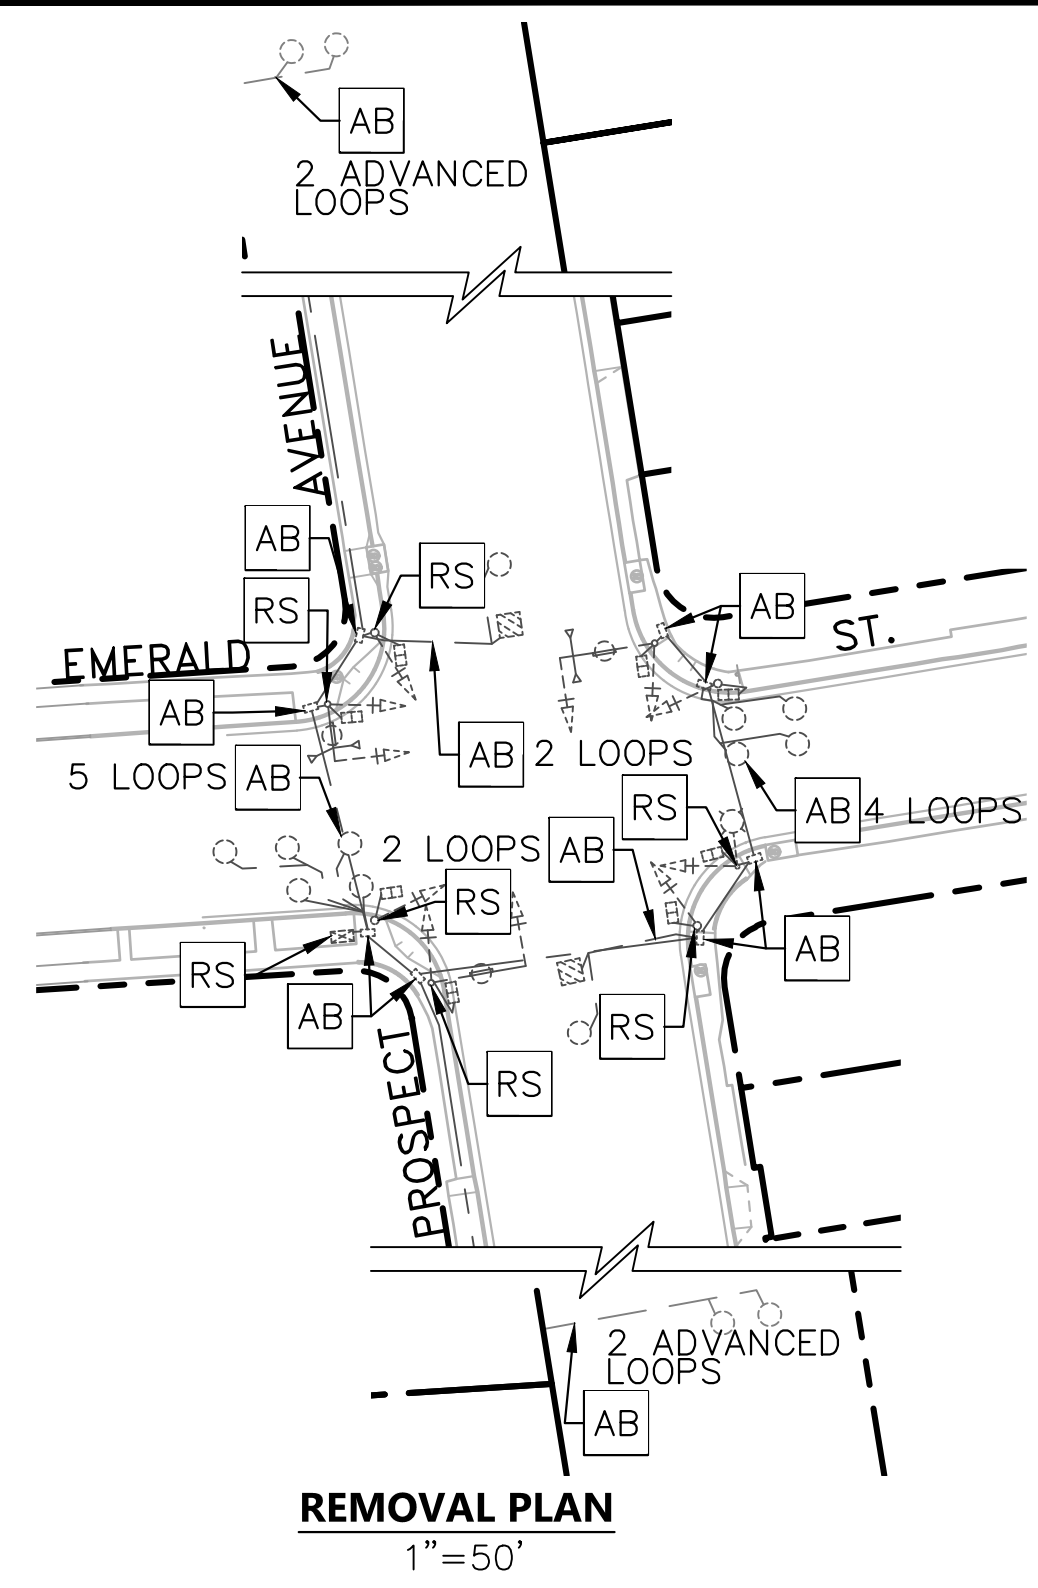 AB
2 ADVANCED
LOOPS
AVENUE
AB
RS
RS
AB
ST.
EMERALD
AB
AB 2 LOOPS
5 LOOPS AB
RS
AB 4 LOOPS
2 LOOPS AB
RS
AB
RS
AB
RS
RS
PROSPECT
2 ADVANCED
LOOPS
AB
REMOVAL PLAN
1"=50'